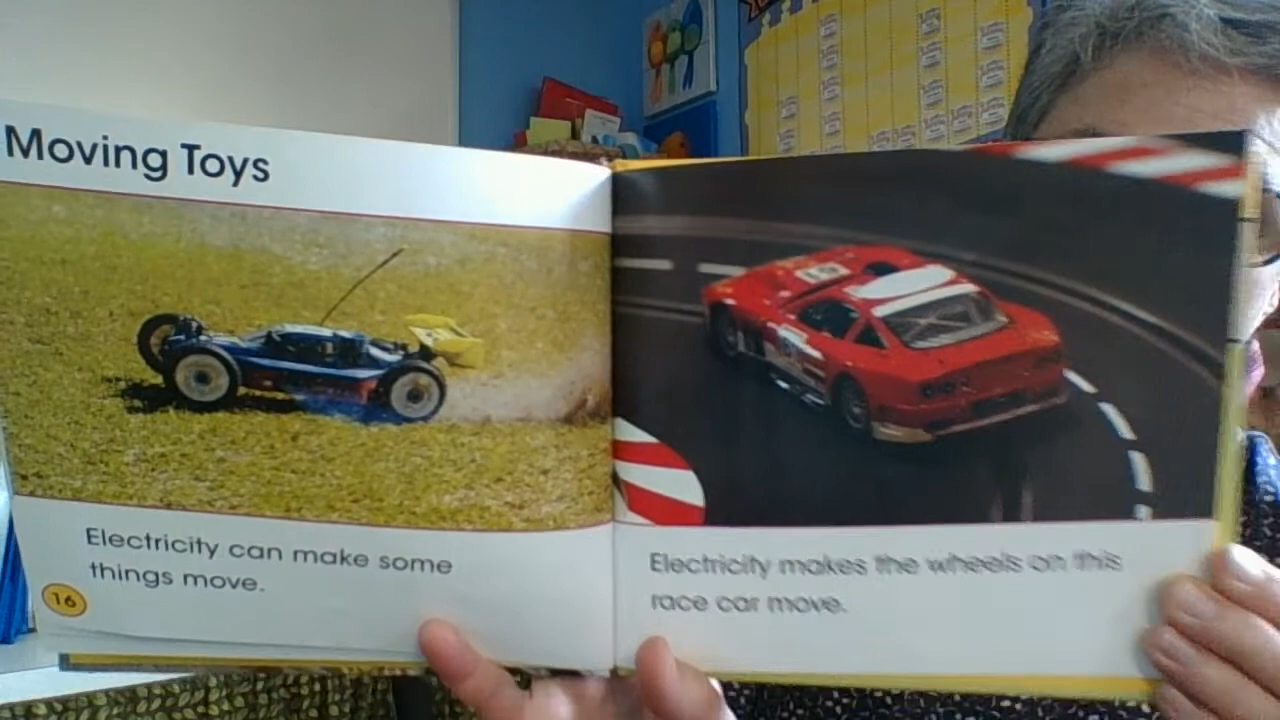 Moving Toys
Electricity can make some
things move.
16
Electricity makes the wheels on this
race car move.